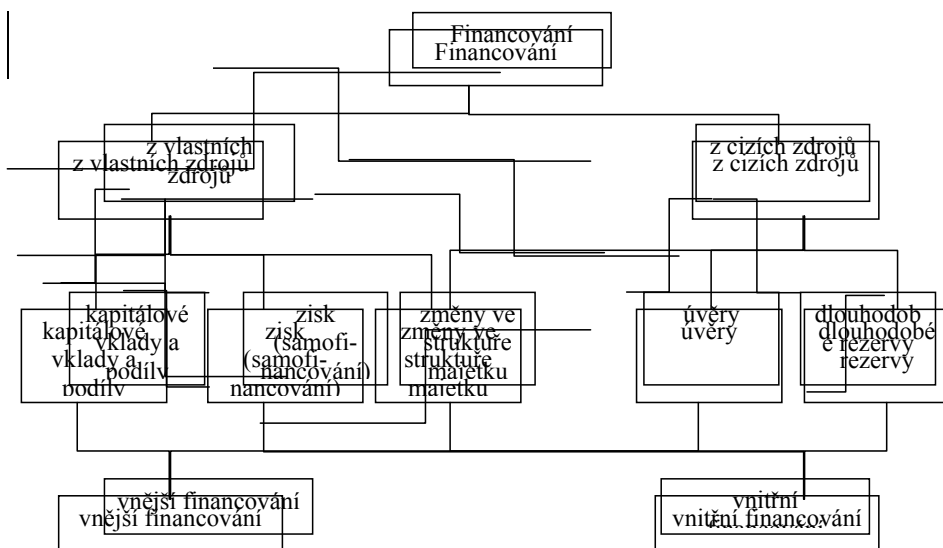 Financování
Financování
z vlastních
z vlastních zdrojů
zdrojů
z cizích zdrojů
z cizích zdrojů
kapitálové
kapitálové
vklady a
vklady a
podílv
podílv
zisk
zisk
(samofi-
(samofi-
nancování)
nancování)
změny ve
změny ve
struktuře
struktuře
majetku
majetku
úvěry
úvěry
dlouhodob
dlouhodobé
é rezervy
rezervy
vnější financování
vnější financování
vnitřní
vnitřní financování